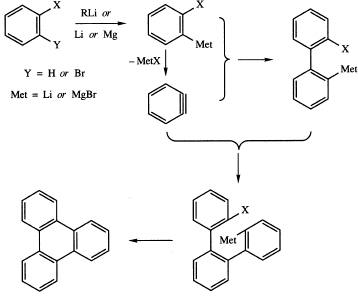 X
Y
RLi or
Li or Mg
X
Met
– MetX
X
Met
Y = H or Br
Met = Li or MgBr
X
Met